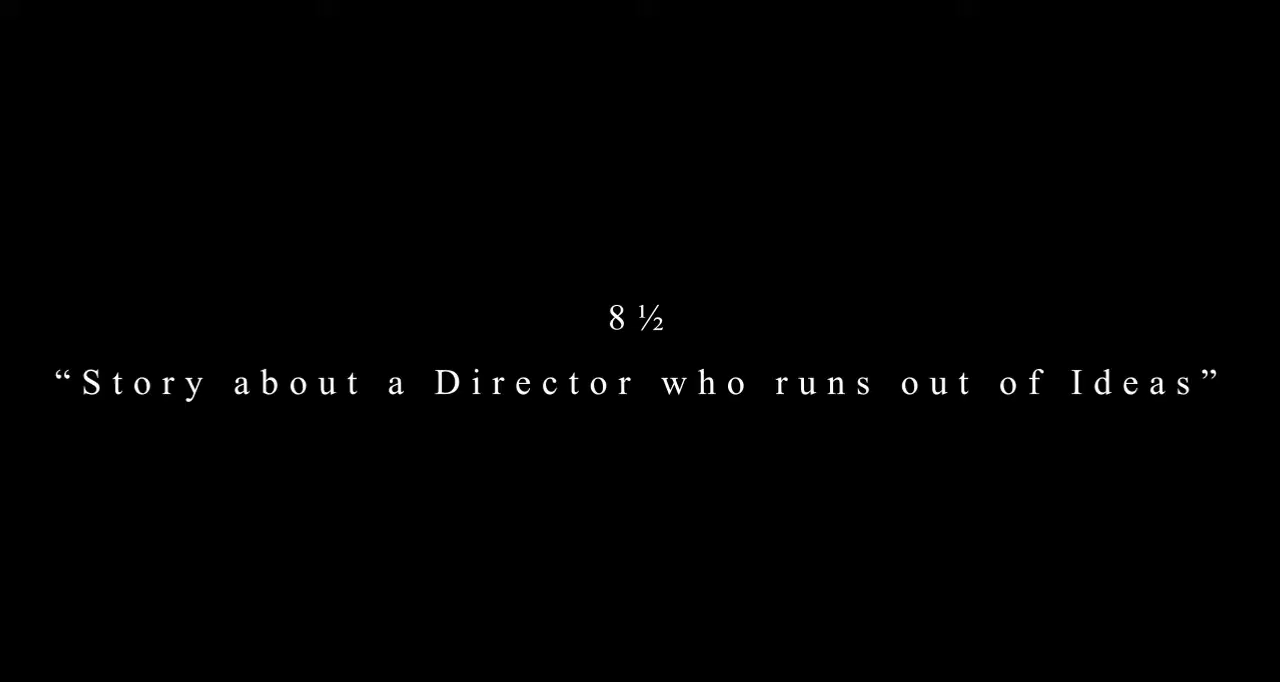 8 ½
“Story about a Director who runs out of Ideas”